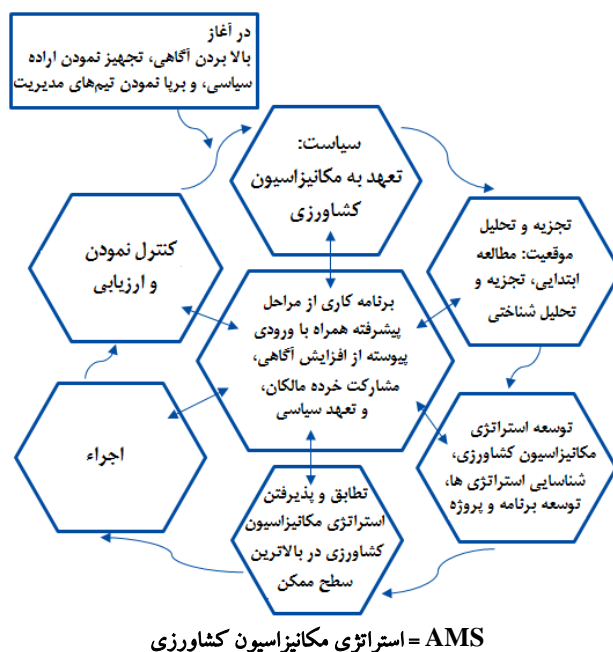 در آغاز
بالا بردن آگاهی، تجهیز نمودن اراده
سیاسی، و برپا نمودن تیم‌های مدیریت
سیاست:
تعهد به مکانیزاسیون
کشاورزی
تجزیه و تحلیل
موقعیت: مطالعه
ابتدایی، تجزیه و
تحلیل شناختی
توسعه استراتژی
مکانیزاسیون کشاورزی،
شناسایی استراتژی ها،
توسعه برنامه و پروژه
تطابق و پذیرفتن
استراتژی مکانیزاسیون
کشاورزی در بالاترین
سطح ممکن
اجراء
کنترل نمودن
و ارزیابی
برنامه کاری از مراحل
پیشرفته همراه با ورودی
پیوسته از افزایش آگاهی،
مشارکت خرده مالکان،
و تعهد سیاسی
AMS = استراتژی مکانیزاسیون کشاورزی